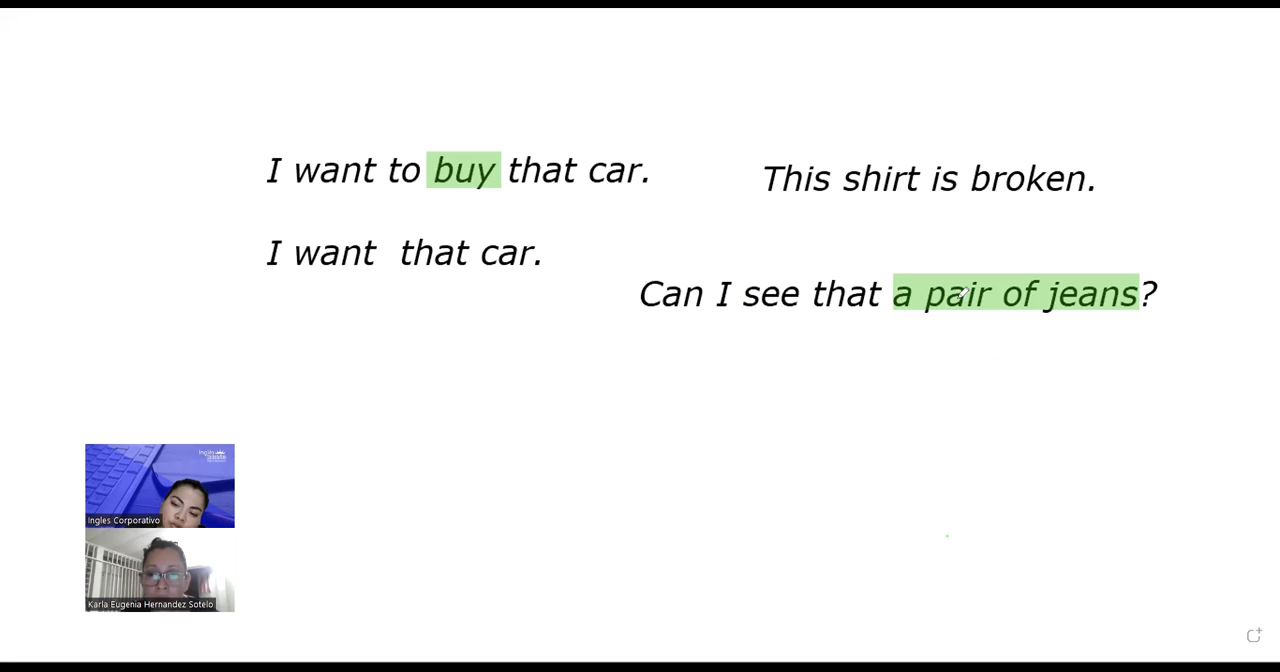 I want to buy that car.
This shirt is broken.
I want that car.
Can I see that a pair of jeans?
Ingles Corporativo
Karla Eugenia Hernandez Sotelo